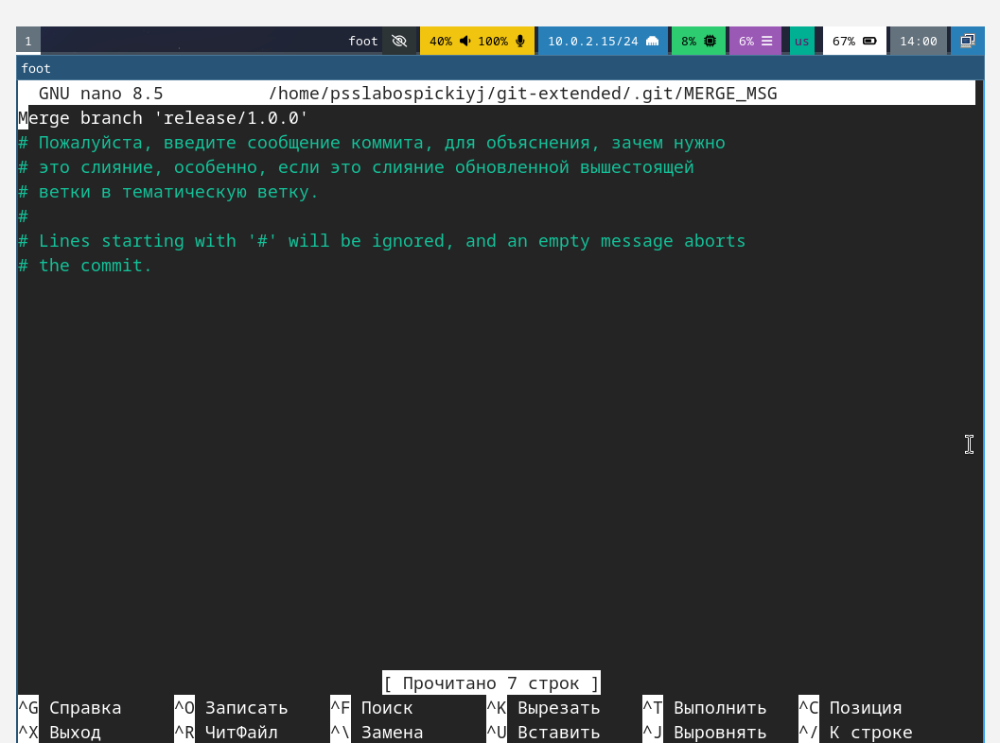 1 foot 40% 100% 10.0.2.15/24 8% 6% us 67% 14:00
foot
GNU nano 8.5 /home/psslabospickiyj/git-extended/.git/MERGE_MSG
Merge branch 'release/1.0.0'
# Пожалуйста, введите сообщение коммита, для объяснения, зачем нужно
# это слияние, особенно, если это слияние обновленной вышестоящей
# ветки в тематическую ветку.
#
# Lines starting with '#' will be ignored, and an empty message aborts
# the commit.
[ Прочитано 7 строк ]
^G Справка ^O Записать ^F Поиск ^K Вырезать ^T Выполнить ^C Позиция
^X Выход ^R ЧитФайл ^\ Замена ^U Вставить ^J Выровнять ^/ К строке